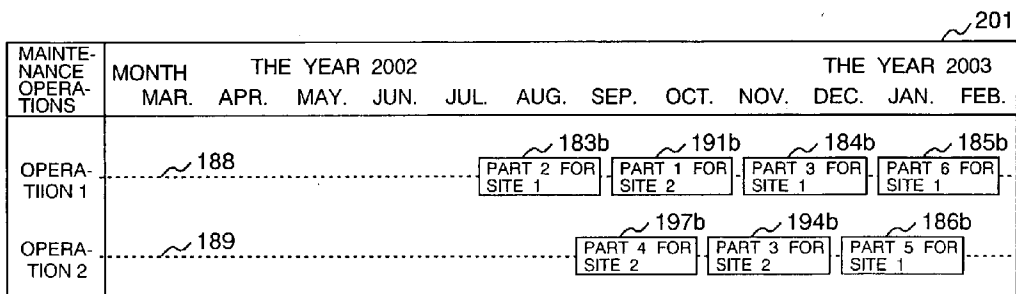 201
MAINTE-
NANCE
OPERA-
TIONS
MONTH THE YEAR 2002 THE YEAR 2003
MAR. APR. MAY. JUN. JUL. AUG. SEP. OCT. NOV. DEC. JAN. FEB.
188 183b 191b 184b 185b
OPERA-
TIION 1
PART 2 FOR
SITE 1
PART 1 FOR
SITE 2
PART 3 FOR
SITE 1
PART 6 FOR
SITE 1
189 197b 194b 186b
OPERA-
TION 2
PART 4 FOR
SITE 2
PART 3 FOR
SITE 2
PART 5 FOR
SITE 1